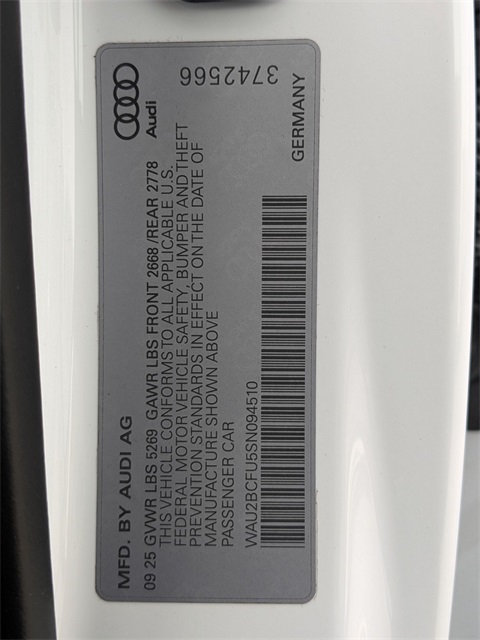 MFD. BY AUDI AG
Audi
09 25 GVWR LBS 5269 GAWR LBS FRONT 2668 /REAR 2778
THIS VEHICLE CONFORMS TO ALL APPLICABLE U.S.
FEDERAL MOTOR VEHICLE SAFETY, BUMPER AND THEFT
PREVENTION STANDARDS IN EFFECT ON THE DATE OF
MANUFACTURE SHOWN ABOVE
PASSENGER CAR
WAU2BCFU5SN094510
GERMANY
3742566